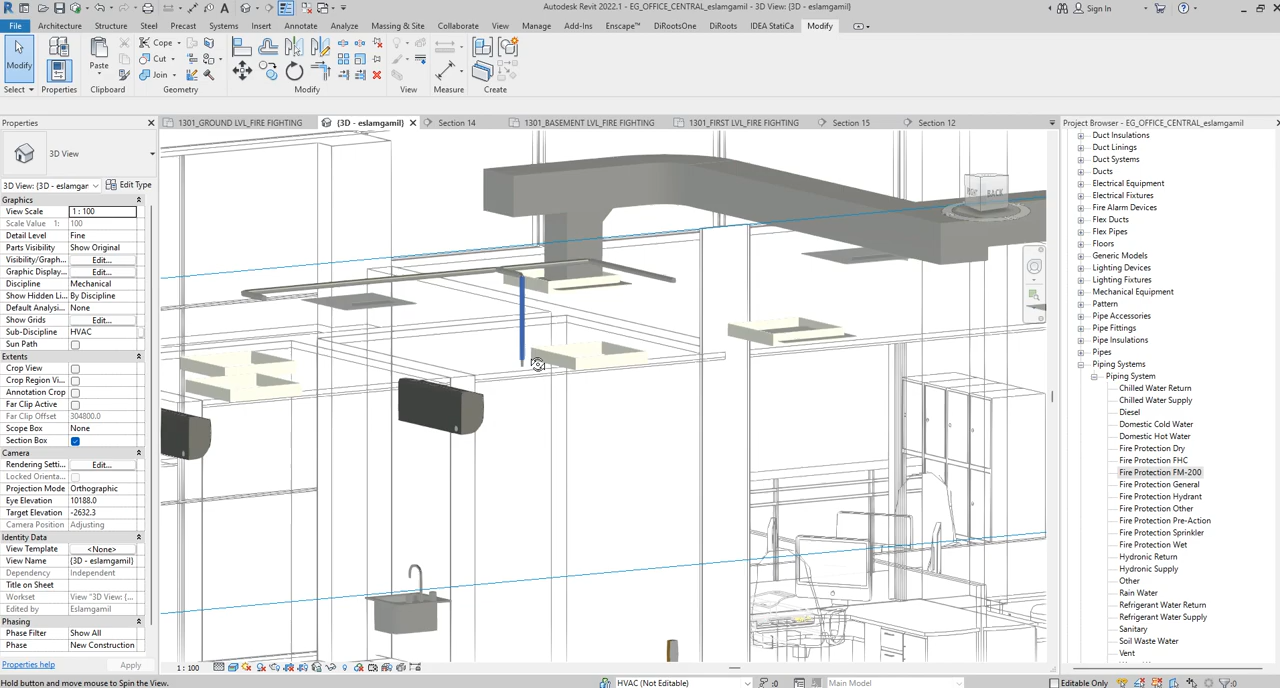 Autodesk Revit 2022.1 - EG_OFFICE_CENTRAL_eslamgamil - 3D View: {3D - eslamgamil}
Sign In
File Architecture Structure Steel Precast Systems Insert Annotate Analyze Massing & Site Collaborate View Manage Add-Ins Enscape™ DiRootsOne DiRoots IDEA StatiCa Modify
Modify
Paste
Cope
Cut
Join
Select Properties Clipboard Geometry Modify View Measure Create
Properties
1301_GROUND LVL_FIRE FIGHTING
{3D - eslamgamil)
Section 14
1301_BASEMENT LVL_FIRE FIGHTING
1301_FIRST LVL_FIRE FIGHTING
Section 15
Section 12
Project Browser - EG_OFFICE_CENTRAL_eslamgamil
3D View
3D View: {3D - eslamgar
Edit Type
Graphics
View Scale 1 : 100
Scale Value 1: 100
Detail Level Fine
Parts Visibility Show Original
Visibility/Graph... Edit...
Graphic Display... Edit...
Discipline Mechanical
Show Hidden Li By Discipline
Default Analysi... None
Show Grids Edit...
Sub-Discipline HVAC
Sun Path
Extents
Crop View
Crop Region Vi
Annotation Crop
Far Clip Active
Far Clip Offset 304800.0
Scope Box None
Section Box
Camera
Rendering Setti... Edit...
Locked Orienta...
Projection Mode Orthographic
Eye Elevation 10188.0
Target Elevation -2632.3
Camera Position Adjusting
Identity Data
View Template <None>
View Name {3D - eslamgamil}
Dependency Independent
Title on Sheet
Workset View "3D View: {...
Edited by Eslamgamil
Phasing
Phase Filter Show All
Phase New Construction
Properties help
Apply
BACK
Duct Insulations
Duct Linings
Duct Systems
Ducts
Electrical Equipment
Electrical Fixtures
Fire Alarm Devices
Flex Ducts
Flex Pipes
Floors
Generic Models
Lighting Devices
Lighting Fixtures
Mechanical Equipment
Pattern
Pipe Accessories
Pipe Fittings
Pipe Insulations
Pipes
Piping Systems
Piping System
Chilled Water Return
Chilled Water Supply
Diesel
Domestic Cold Water
Domestic Hot Water
Fire Protection Dry
Fire Protection FHC
Fire Protection FM-200
Fire Protection General
Fire Protection Hydrant
Fire Protection Other
Fire Protection Pre-Action
Fire Protection Sprinkler
Fire Protection Wet
Hydronic Return
Hydronic Supply
Other
Rain Water
Refrigerant Water Return
Refrigerant Water Supply
Sanitary
Soil Waste Water
Vent
1 : 100
Hold button and move mouse to Spin the View.
HVAC (Not Editable)
:0
Main Model
Editable Only
:0